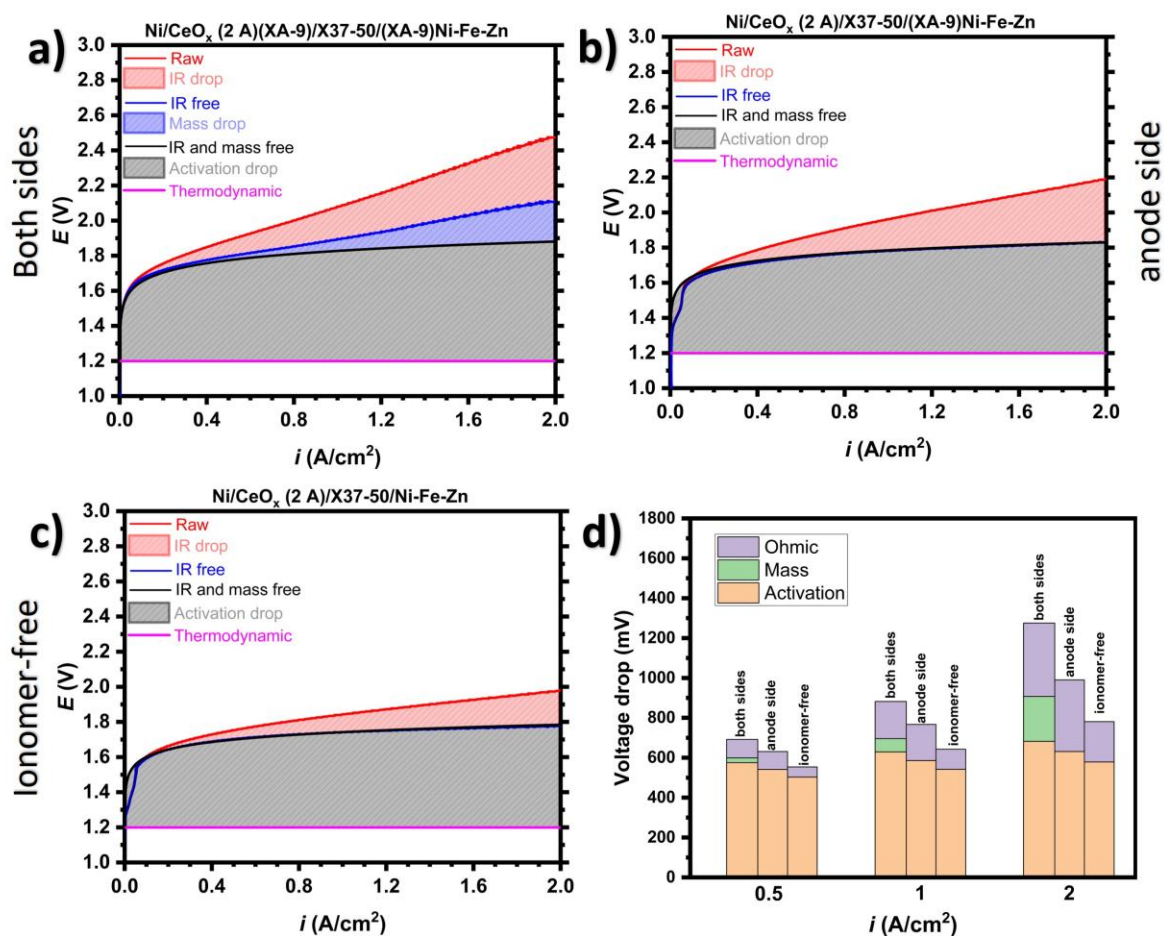 a)
Ni/CeOₓ (2 A)(XA-9)/X37-50/(XA-9)Ni-Fe-Zn
Both sides
E (V)
3.0
2.8
2.6
2.4
2.2
2.0
1.8
1.6
1.4
1.2
1.0
Raw
IR drop
IR free
Mass drop
IR and mass free
Activation drop
Thermodynamic
0.0 0.4 0.8 1.2 1.6 2.0
i (A/cm²)
b)
Ni/CeOₓ (2 A)/X37-50/(XA-9)Ni-Fe-Zn
anode side
E (V)
3.0
2.8
2.6
2.4
2.2
2.0
1.8
1.6
1.4
1.2
1.0
Raw
IR drop
IR free
IR and mass free
Activation drop
Thermodynamic
0.0 0.4 0.8 1.2 1.6 2.0
i (A/cm²)
c)
Ni/CeOₓ (2 A)/X37-50/Ni-Fe-Zn
Ionomer-free
E (V)
3.0
2.8
2.6
2.4
2.2
2.0
1.8
1.6
1.4
1.2
1.0
Raw
IR drop
IR free
IR and mass free
Activation drop
Thermodynamic
0.0 0.4 0.8 1.2 1.6 2.0
i (A/cm²)
d)
Voltage drop (mV)
1800
1600
1400
1200
1000
800
600
400
200
0
Ohmic
Mass
Activation
both sides
anode side
ionomer-free
both sides
anode side
ionomer-free
both sides
anode side
ionomer-free
0.5 1 2
i (A/cm²)